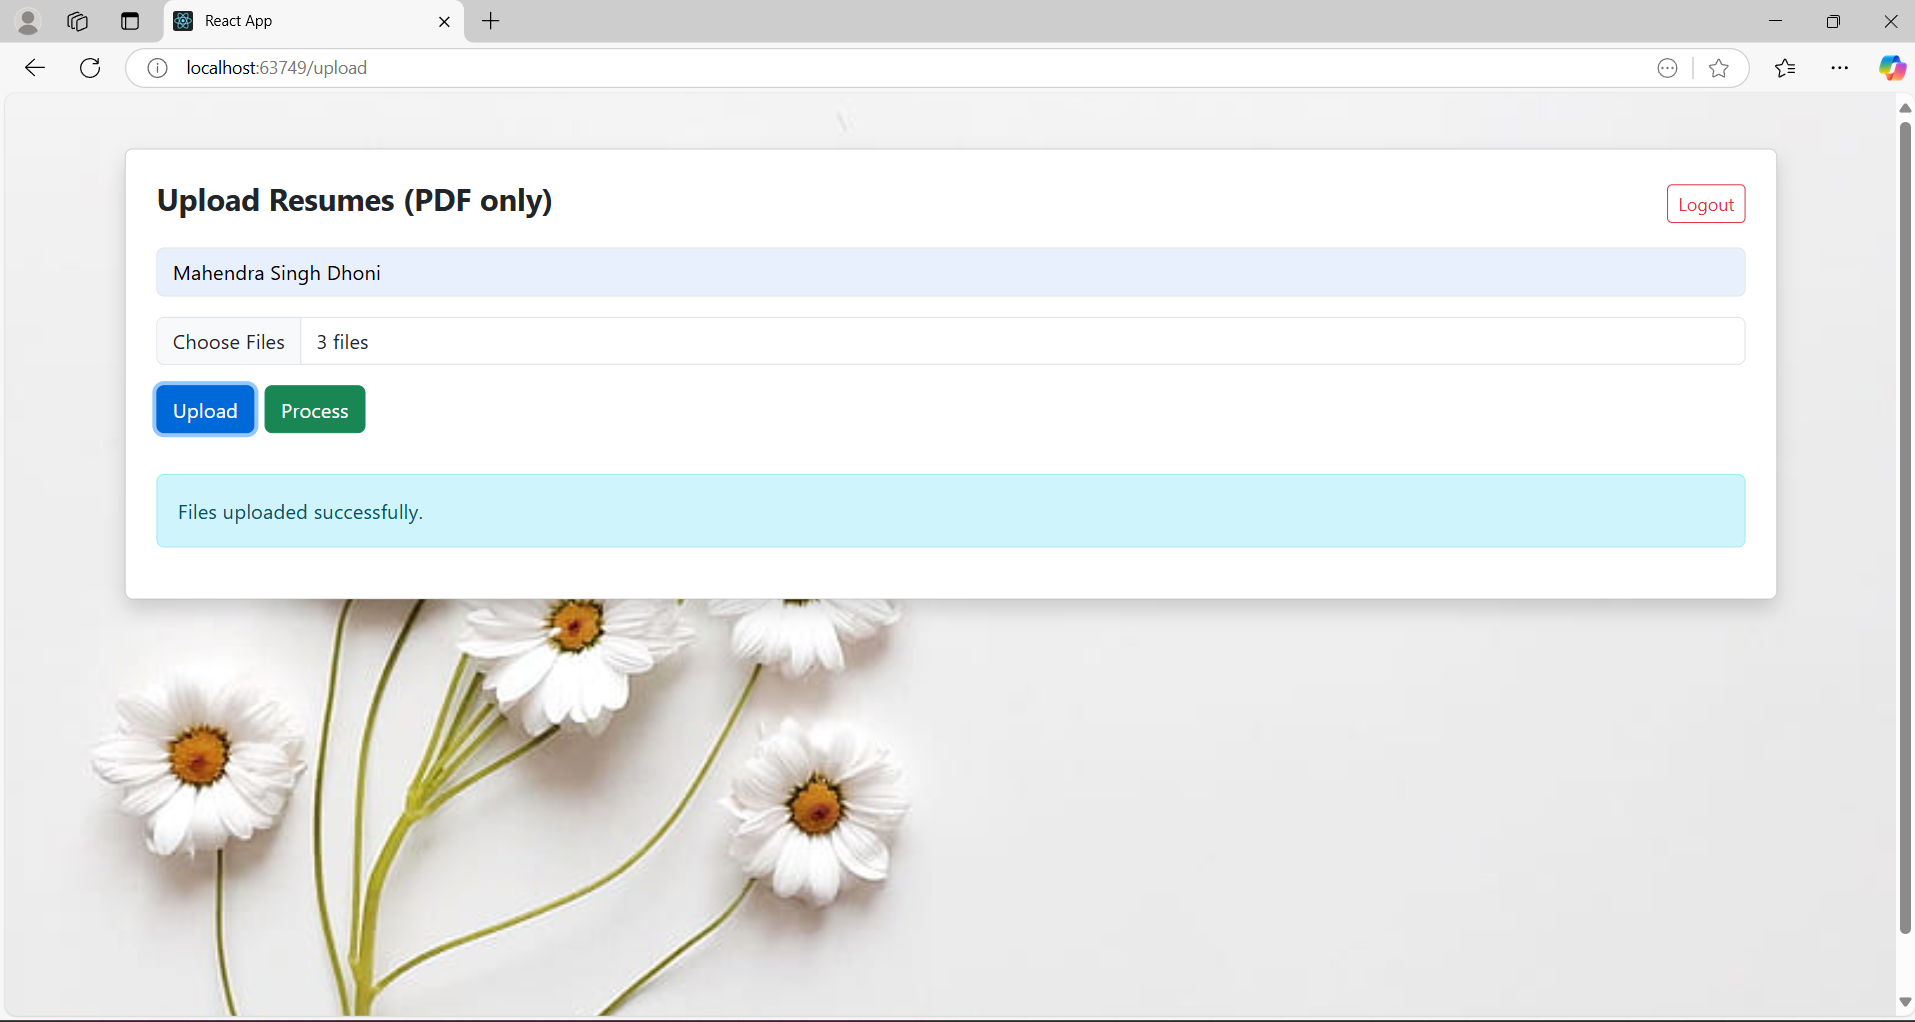 React App
localhost:63749/upload
Upload Resumes (PDF only)
Logout
Mahendra Singh Dhoni
Choose Files 3 files
Upload Process
Files uploaded successfully.